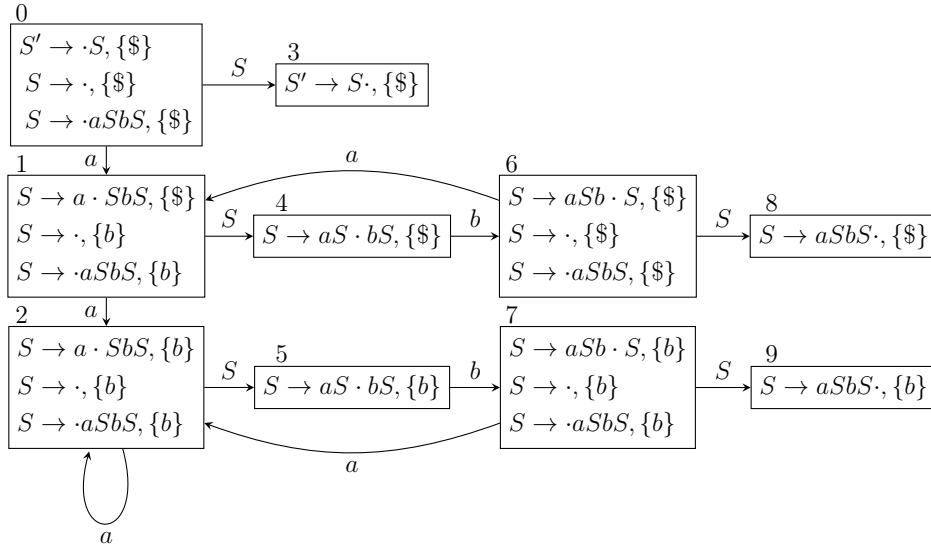 0
S' → ·S, {$}
S → ·, {$}
S → ·aSbS, {$}
S
3
S' → S·, {$}
a
1
S → a · SbS, {$}
S → ·, {b}
S → ·aSbS, {b}
S
4
S → aS · bS, {$}
b
a
6
S → aSb · S, {$}
S → ·, {$}
S → ·aSbS, {$}
S
8
S → aSbS·, {$}
a
2
S → a · SbS, {b}
S → ·, {b}
S → ·aSbS, {b}
S
5
S → aS · bS, {b}
b
7
S → aSb · S, {b}
S → ·, {b}
S → ·aSbS, {b}
S
9
S → aSbS·, {b}
a
a